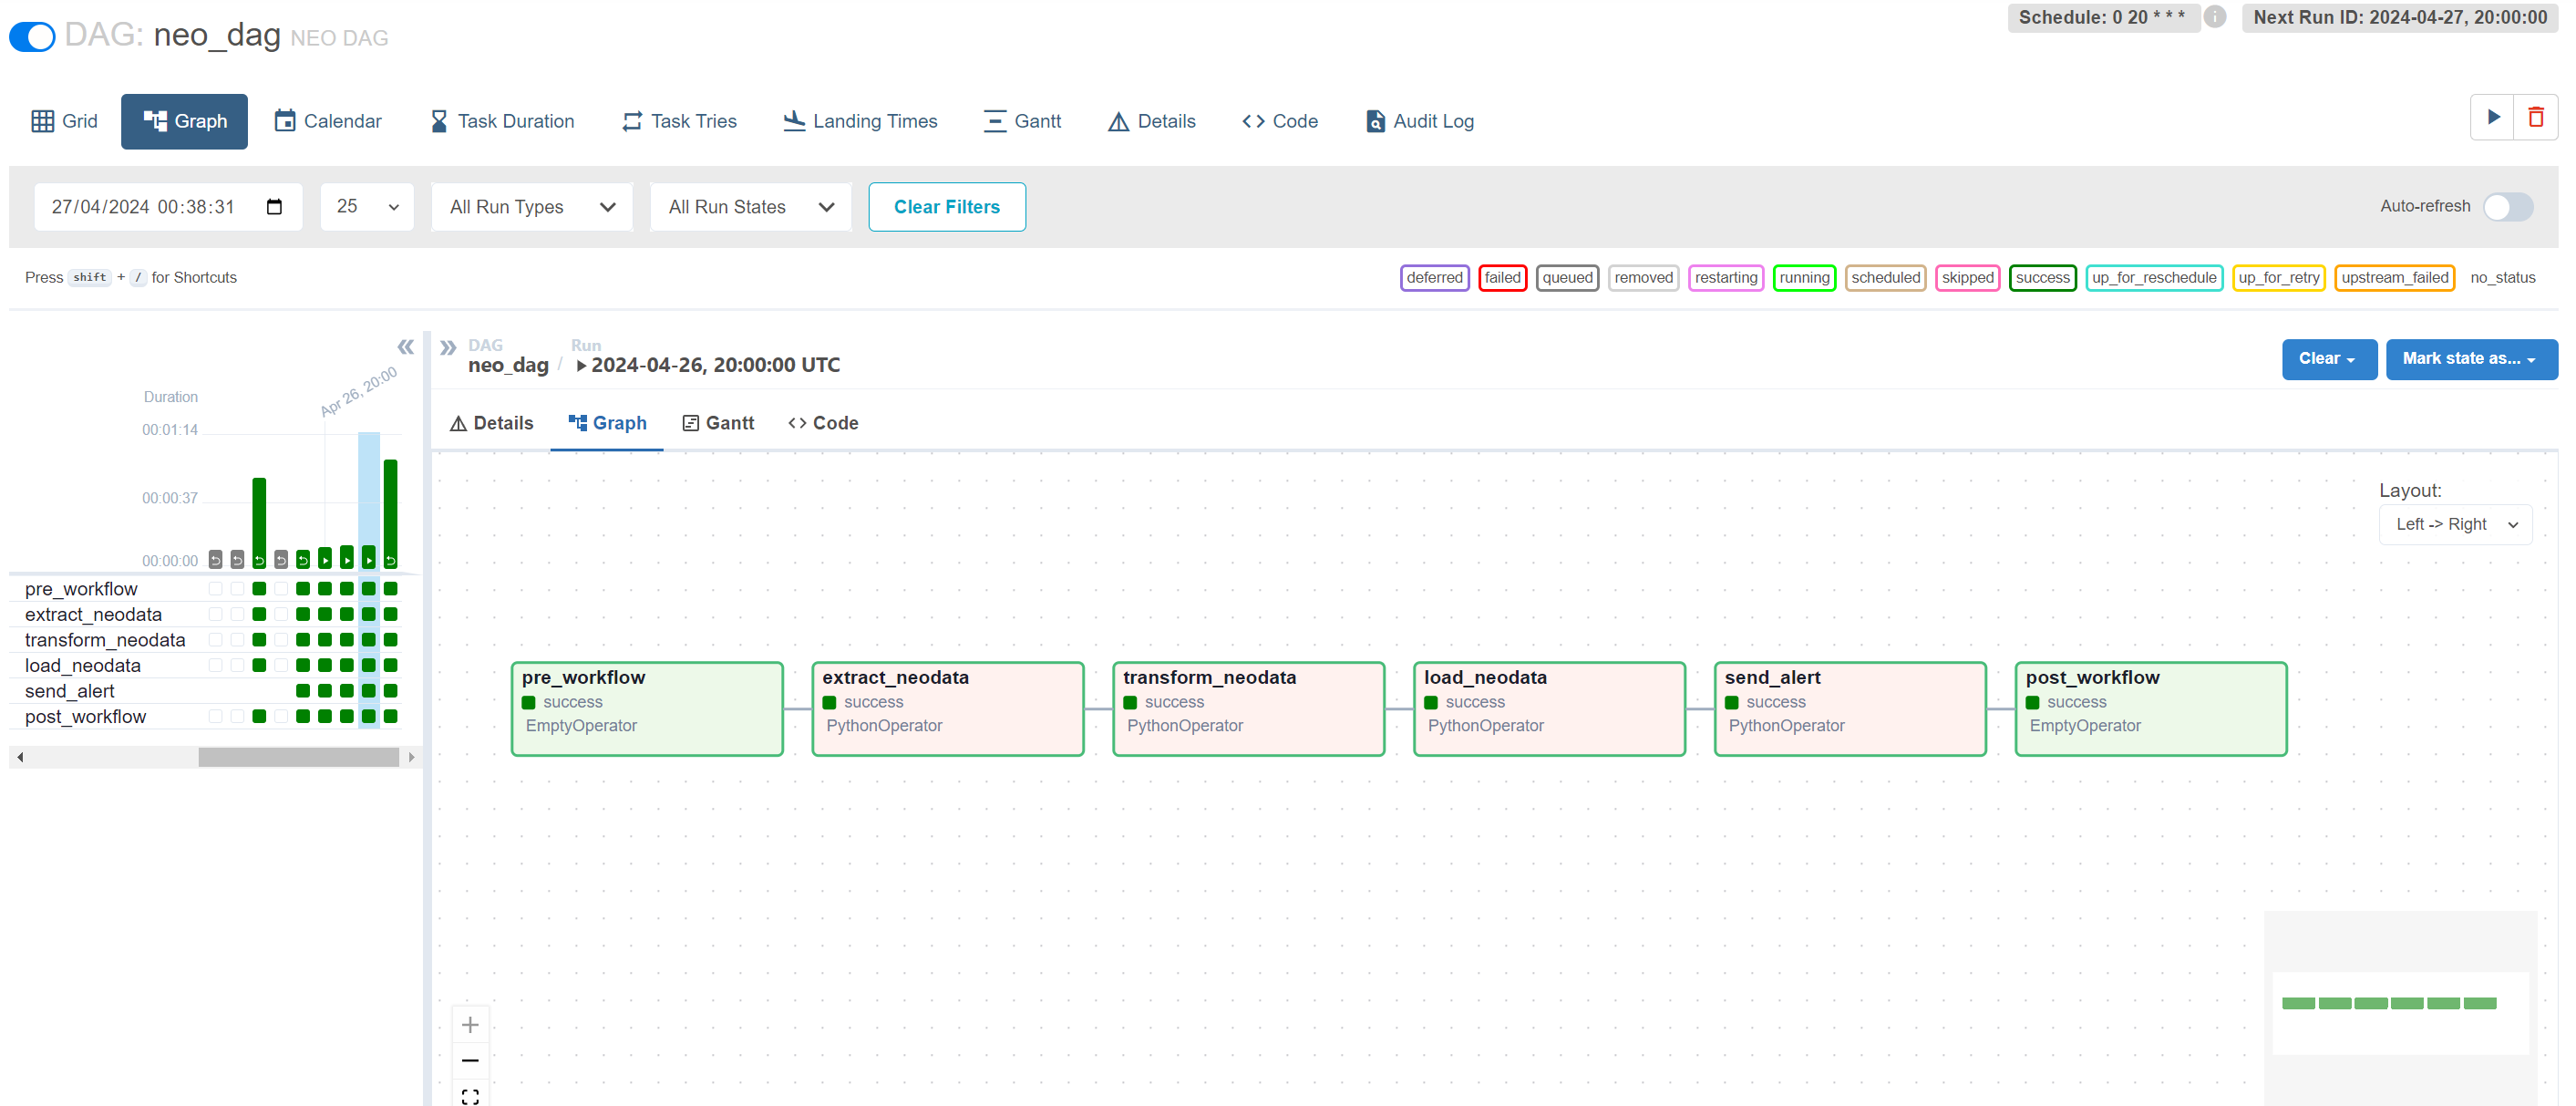 DAG: neo_dag NEO DAG
Schedule: 0 20 * * *
Next Run ID: 2024-04-27, 20:00:00
Grid
Graph
Calendar
Task Duration
Task Tries
Landing Times
Gantt
Details
Code
Audit Log
27/04/2024 00:38:31
25
All Run Types
All Run States
Clear Filters
Auto-refresh
Press shift + / for Shortcuts
deferred
failed
queued
removed
restarting
running
scheduled
skipped
success
up_for_reschedule
up_for_retry
upstream_failed
no_status
Duration
Apr 26, 20:00
00:01:14
00:00:37
00:00:00
pre_workflow
extract_neodata
transform_neodata
load_neodata
send_alert
post_workflow
DAG
neo_dag
/
Run
2024-04-26, 20:00:00 UTC
Clear
Mark state as...
Details
Graph
Gantt
Code
Layout:
Left -> Right
pre_workflow
success
EmptyOperator
extract_neodata
success
PythonOperator
transform_neodata
success
PythonOperator
load_neodata
success
PythonOperator
send_alert
success
PythonOperator
post_workflow
success
EmptyOperator